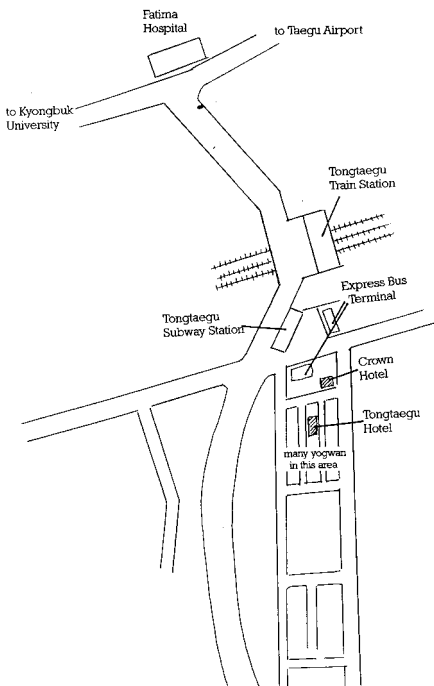 Fatima
Hospital
to Taegu Airport
to Kyongbuk
University
Tongtaegu
Train Station
Express Bus
Terminal
Tongtaegu
Subway Station
Crown
Hotel
Tongtaegu
Hotel
many yogwan
in this area